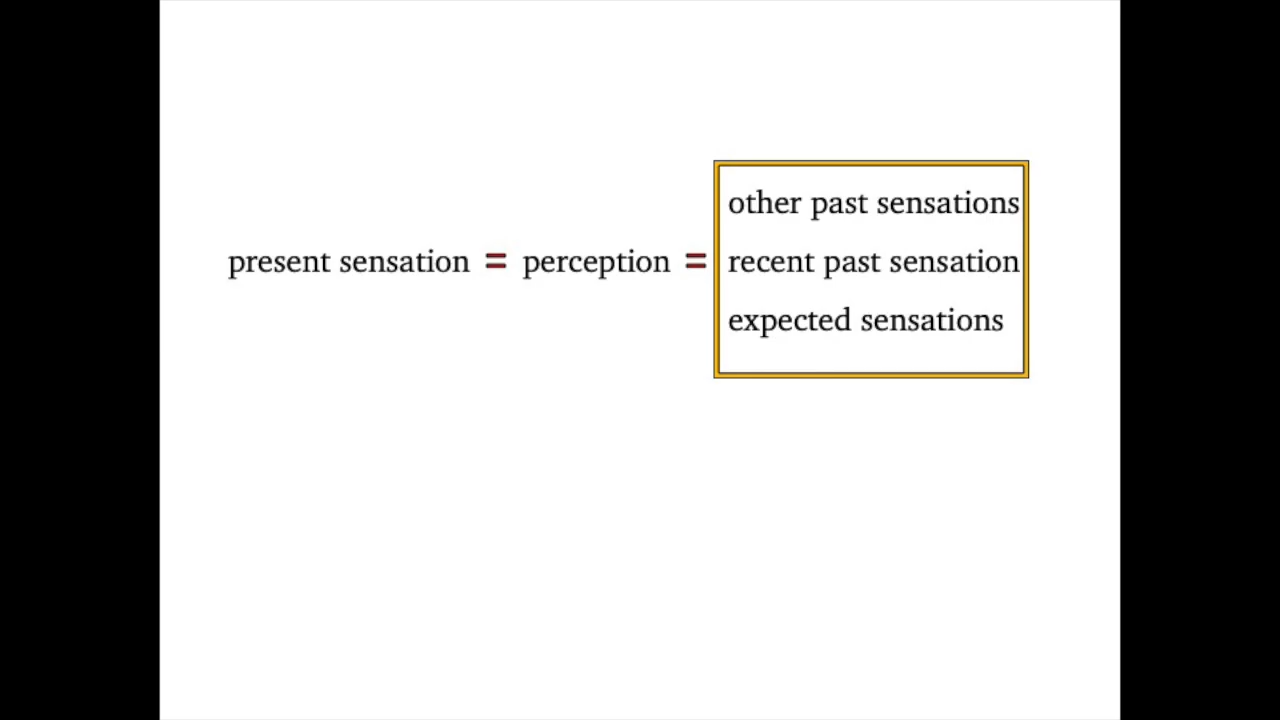 other past sensations
present sensation = perception = recent past sensation
expected sensations